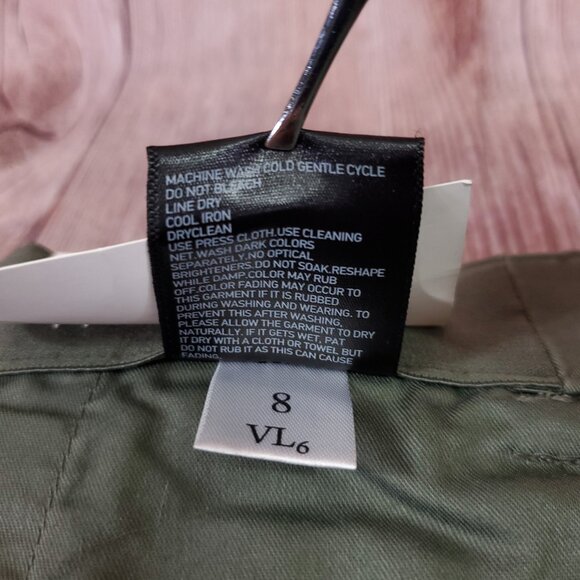 MACHINE WASH COLD GENTLE CYCLE
DO NOT BLEACH
LINE DRY
COOL IRON
DRYCLEAN
USE PRESS CLOTH.USE CLEANING
NET.WASH DARK COLORS
SEPARATELY.NO OPTICAL
BRIGHTENERS.DO NOT SOAK.RESHAPE
WHILE DAMP.COLOR MAY RUB
OFF.COLOR FADING MAY OCCUR TO
THIS GARMENT IF IT IS RUBBED
DURING WASHING AND WEARING. TO
PREVENT THIS AFTER WASHING,
PLEASE ALLOW THE GARMENT TO DRY
NATURALLY. IF IT GETS WET, PAT
IT DRY WITH A CLOTH OR TOWEL BUT
DO NOT RUB IT AS THIS CAN CAUSE
FADING.
8
VL6